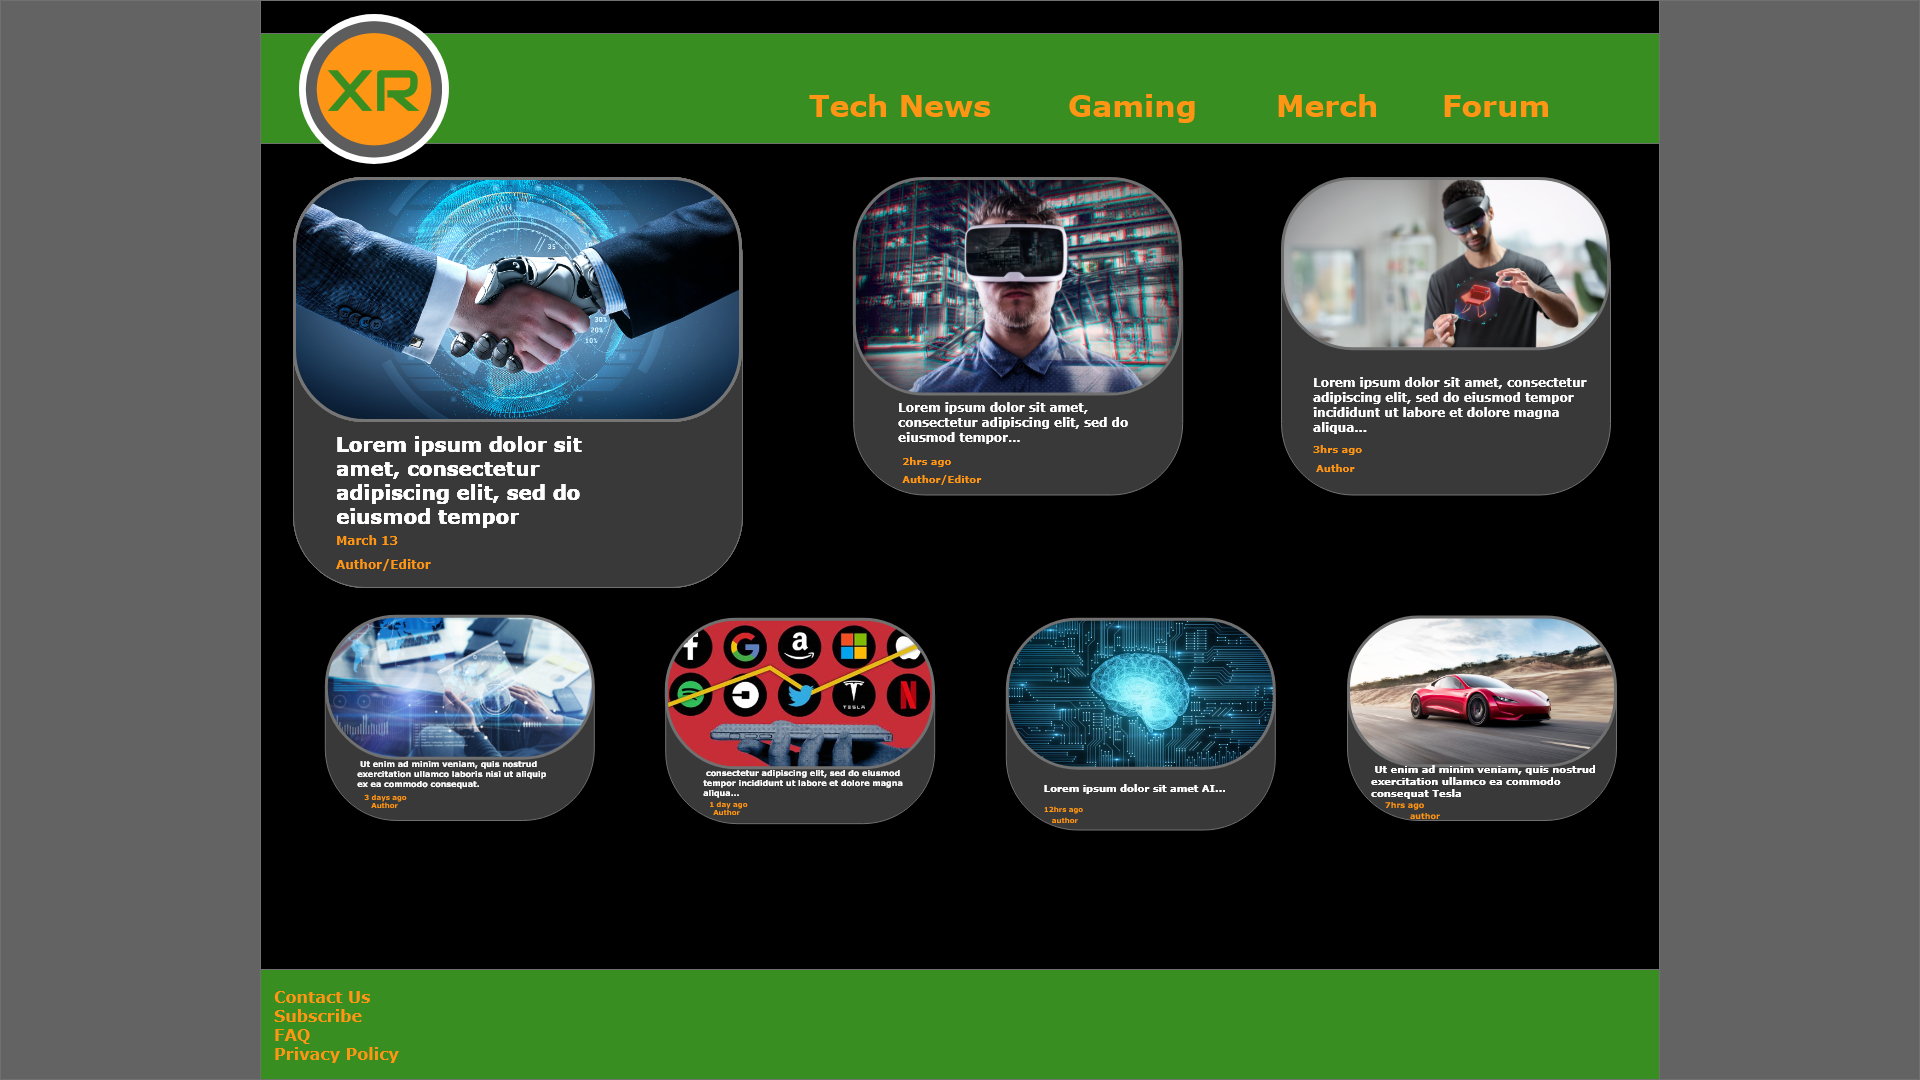 XR
Tech News
Gaming
Merch
Forum
35
30%
20%
10%
Lorem ipsum dolor sit
amet, consectetur
adipiscing elit, sed do
eiusmod tempor
March 13
Author/Editor
Lorem ipsum dolor sit amet,
consectetur adipiscing elit, sed do
eiusmod tempor...
2hrs ago
Author/Editor
Lorem ipsum dolor sit amet, consectetur
adipiscing elit, sed do eiusmod tempor
incididunt ut labore et dolore magna
aliqua...
3hrs ago
Author
Ut enim ad minim veniam, quis nostrud
exercitation ullamco laboris nisi ut aliquip
ex ea commodo consequat.
3 days ago
Author
TESLA
consectetur adipiscing elit, sed do eiusmod
tempor incididunt ut labore et dolore magna
aliqua...
1 day ago
Author
Lorem ipsum dolor sit amet AI...
12hrs ago
author
Ut enim ad minim veniam, quis nostrud
exercitation ullamco ea commodo
consequat Tesla
7hrs ago
author
Contact Us
Subscribe
FAQ
Privacy Policy